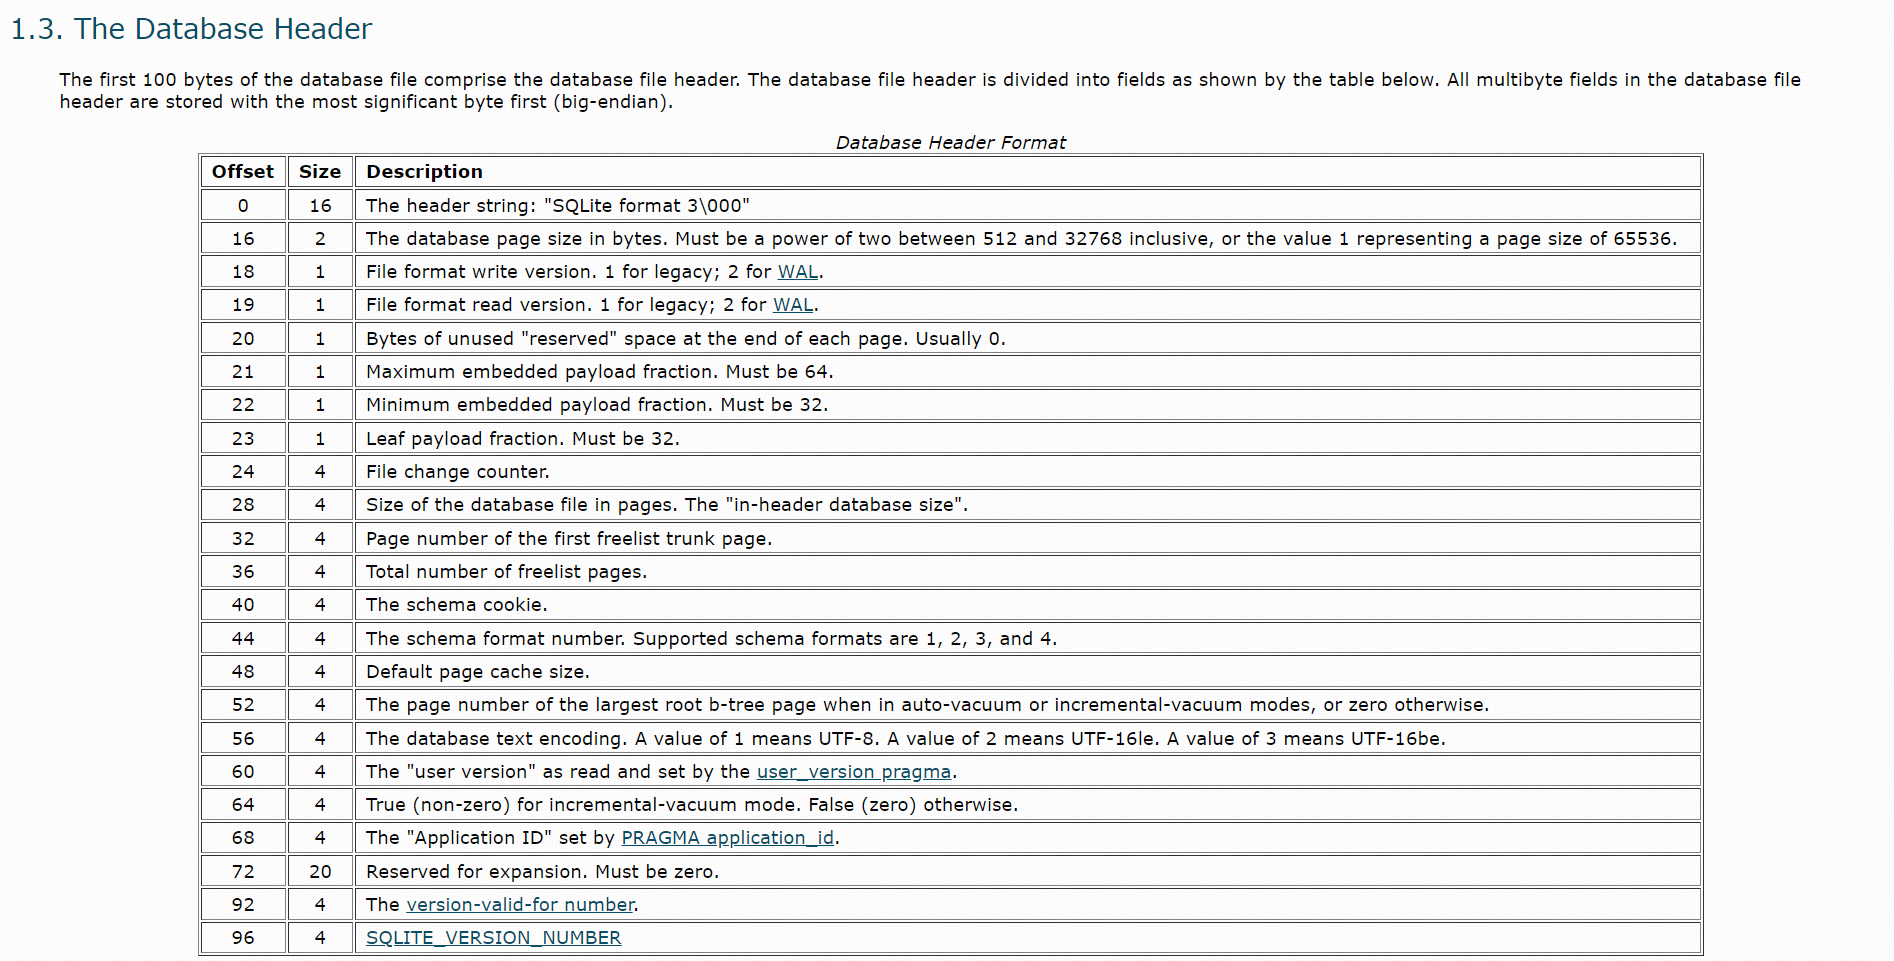 1.3. The Database Header
The first 100 bytes of the database file comprise the database file header. The database file header is divided into fields as shown by the table below. All multibyte fields in the database file
header are stored with the most significant byte first (big-endian).
Database Header Format
Offset Size Description
0 16 The header string: "SQLite format 3\000"
16 2 The database page size in bytes. Must be a power of two between 512 and 32768 inclusive, or the value 1 representing a page size of 65536.
18 1 File format write version. 1 for legacy; 2 for WAL.
19 1 File format read version. 1 for legacy; 2 for WAL.
20 1 Bytes of unused "reserved" space at the end of each page. Usually 0.
21 1 Maximum embedded payload fraction. Must be 64.
22 1 Minimum embedded payload fraction. Must be 32.
23 1 Leaf payload fraction. Must be 32.
24 4 File change counter.
28 4 Size of the database file in pages. The "in-header database size".
32 4 Page number of the first freelist trunk page.
36 4 Total number of freelist pages.
40 4 The schema cookie.
44 4 The schema format number. Supported schema formats are 1, 2, 3, and 4.
48 4 Default page cache size.
52 4 The page number of the largest root b-tree page when in auto-vacuum or incremental-vacuum modes, or zero otherwise.
56 4 The database text encoding. A value of 1 means UTF-8. A value of 2 means UTF-16le. A value of 3 means UTF-16be.
60 4 The "user version" as read and set by the user_version pragma.
64 4 True (non-zero) for incremental-vacuum mode. False (zero) otherwise.
68 4 The "Application ID" set by PRAGMA application_id.
72 20 Reserved for expansion. Must be zero.
92 4 The version-valid-for number.
96 4 SQLITE_VERSION_NUMBER